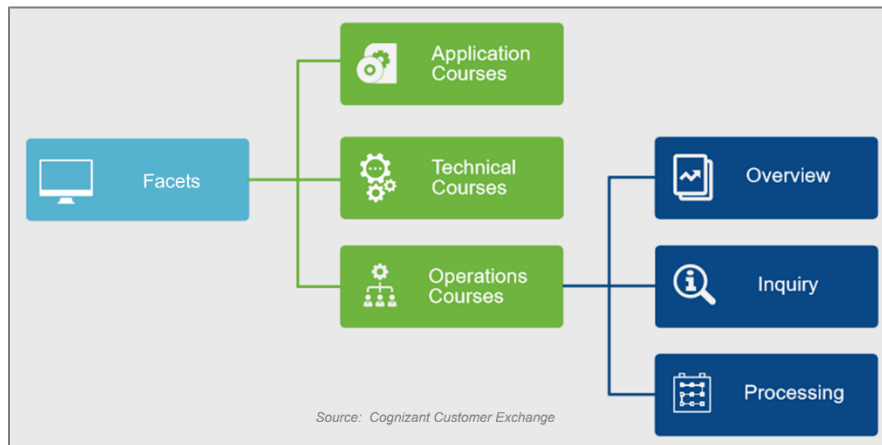 Application
Courses
Facets
Technical
Courses
Overview
Operations
Courses
Inquiry
Processing
Source: Cognizant Customer Exchange